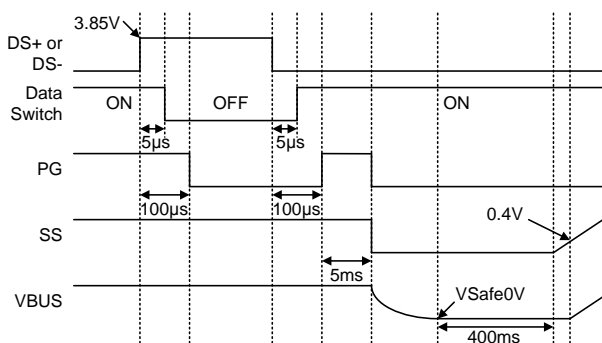 3.85V
DS+ or
DS-
Data
Switch
ON
OFF
ON
5µs
5µs
PG
100µs
100µs
0.4V
SS
5ms
VSafe0V
VBUS
400ms